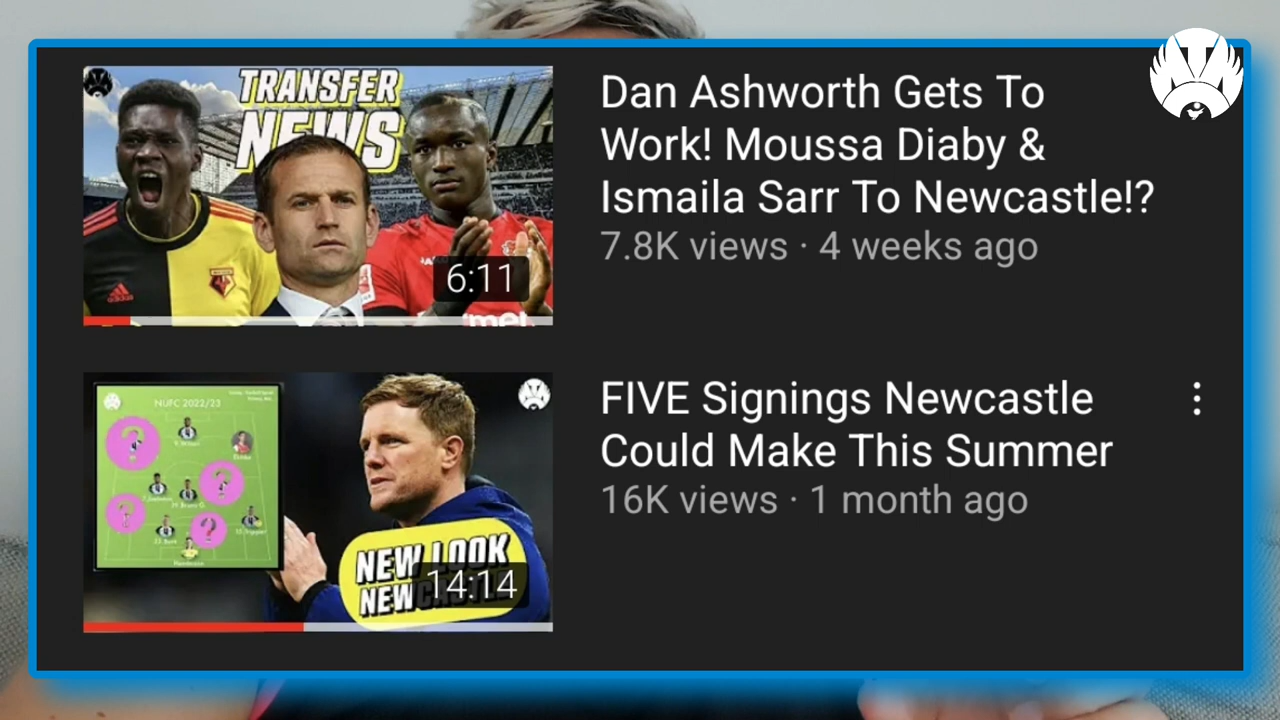 TRANSFER
NEWS
6:11
Dan Ashworth Gets To
Work! Moussa Diaby &
Ismaila Sarr To Newcastle!?
7.8K views · 4 weeks ago
NUFC 2022/23
?
?
?
?
NEW LOOK
NEW
14:14
FIVE Signings Newcastle
Could Make This Summer
16K views · 1 month ago